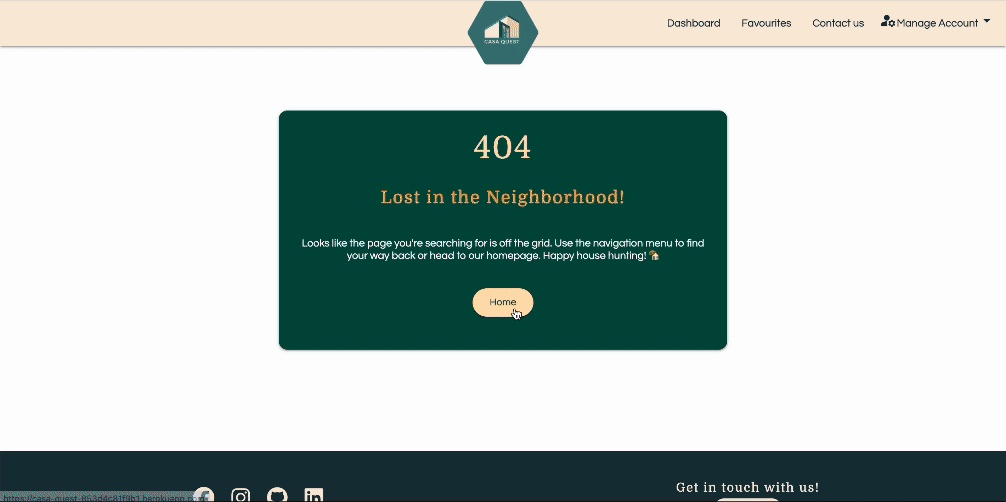 CASA QUEST
Dashboard
Favourites
Contact us
Manage Account
404
Lost in the Neighborhood!
Looks like the page you're searching for is off the grid. Use the navigation menu to find
your way back or head to our homepage. Happy house hunting!
Home
Get in touch with us!